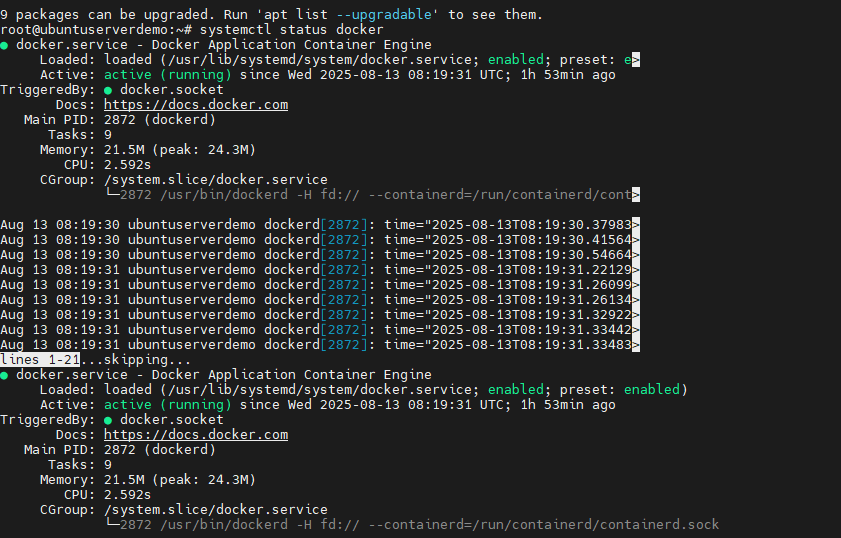 9 packages can be upgraded. Run 'apt list --upgradable' to see them.
root@ubuntuserverdemo:~# systemctl status docker
● docker.service - Docker Application Container Engine
     Loaded: loaded (/usr/lib/systemd/system/docker.service; enabled; preset: e>
     Active: active (running) since Wed 2025-08-13 08:19:31 UTC; 1h 53min ago
TriggeredBy: ● docker.socket
       Docs: https://docs.docker.com
   Main PID: 2872 (dockerd)
      Tasks: 9
     Memory: 21.5M (peak: 24.3M)
        CPU: 2.592s
     CGroup: /system.slice/docker.service
             └─2872 /usr/bin/dockerd -H fd:// --containerd=/run/containerd/cont>
Aug 13 08:19:30 ubuntuserverdemo dockerd[2872]: time="2025-08-13T08:19:30.37983>
Aug 13 08:19:30 ubuntuserverdemo dockerd[2872]: time="2025-08-13T08:19:30.41564>
Aug 13 08:19:30 ubuntuserverdemo dockerd[2872]: time="2025-08-13T08:19:30.54664>
Aug 13 08:19:31 ubuntuserverdemo dockerd[2872]: time="2025-08-13T08:19:31.22129>
Aug 13 08:19:31 ubuntuserverdemo dockerd[2872]: time="2025-08-13T08:19:31.26099>
Aug 13 08:19:31 ubuntuserverdemo dockerd[2872]: time="2025-08-13T08:19:31.26134>
Aug 13 08:19:31 ubuntuserverdemo dockerd[2872]: time="2025-08-13T08:19:31.32922>
Aug 13 08:19:31 ubuntuserverdemo dockerd[2872]: time="2025-08-13T08:19:31.33442>
Aug 13 08:19:31 ubuntuserverdemo dockerd[2872]: time="2025-08-13T08:19:31.33483>
lines 1-21...skipping...
● docker.service - Docker Application Container Engine
     Loaded: loaded (/usr/lib/systemd/system/docker.service; enabled; preset: enabled)
     Active: active (running) since Wed 2025-08-13 08:19:31 UTC; 1h 53min ago
TriggeredBy: ● docker.socket
       Docs: https://docs.docker.com
   Main PID: 2872 (dockerd)
      Tasks: 9
     Memory: 21.5M (peak: 24.3M)
        CPU: 2.592s
     CGroup: /system.slice/docker.service
             └─2872 /usr/bin/dockerd -H fd:// --containerd=/run/containerd/containerd.sock